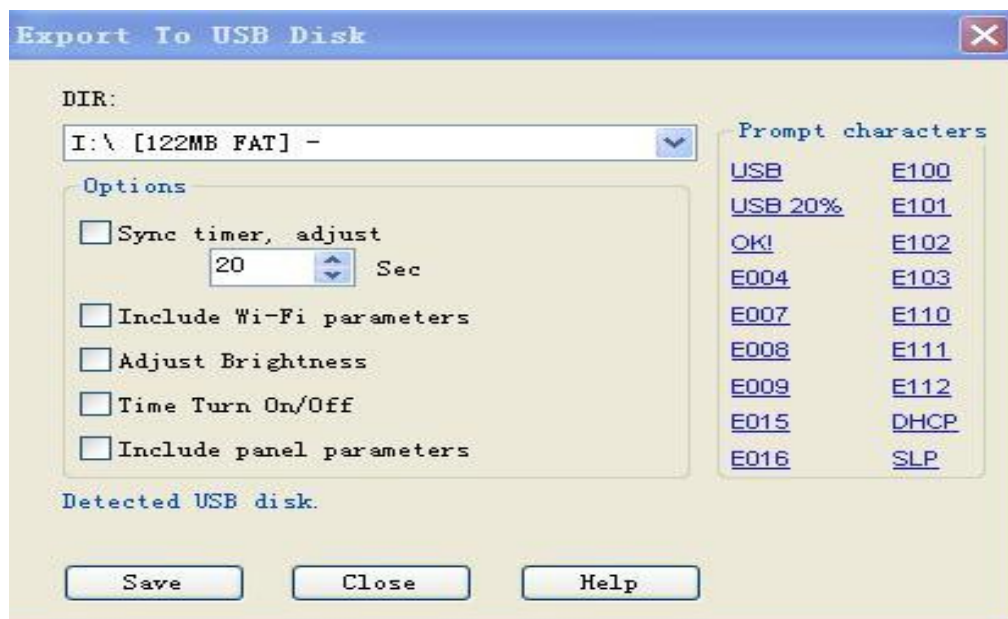 Export To USB Disk
DIR:
I:\ [122MB FAT] -
Options
Sync timer, adjust
20 Sec
Include Wi-Fi parameters
Adjust Brightness
Time Turn On/Off
Include panel parameters
Detected USB disk.
Prompt characters
USB E100
USB 20% E101
OK! E102
E004 E103
E007 E110
E008 E111
E009 E112
E015 DHCP
E016 SLP
Save Close Help